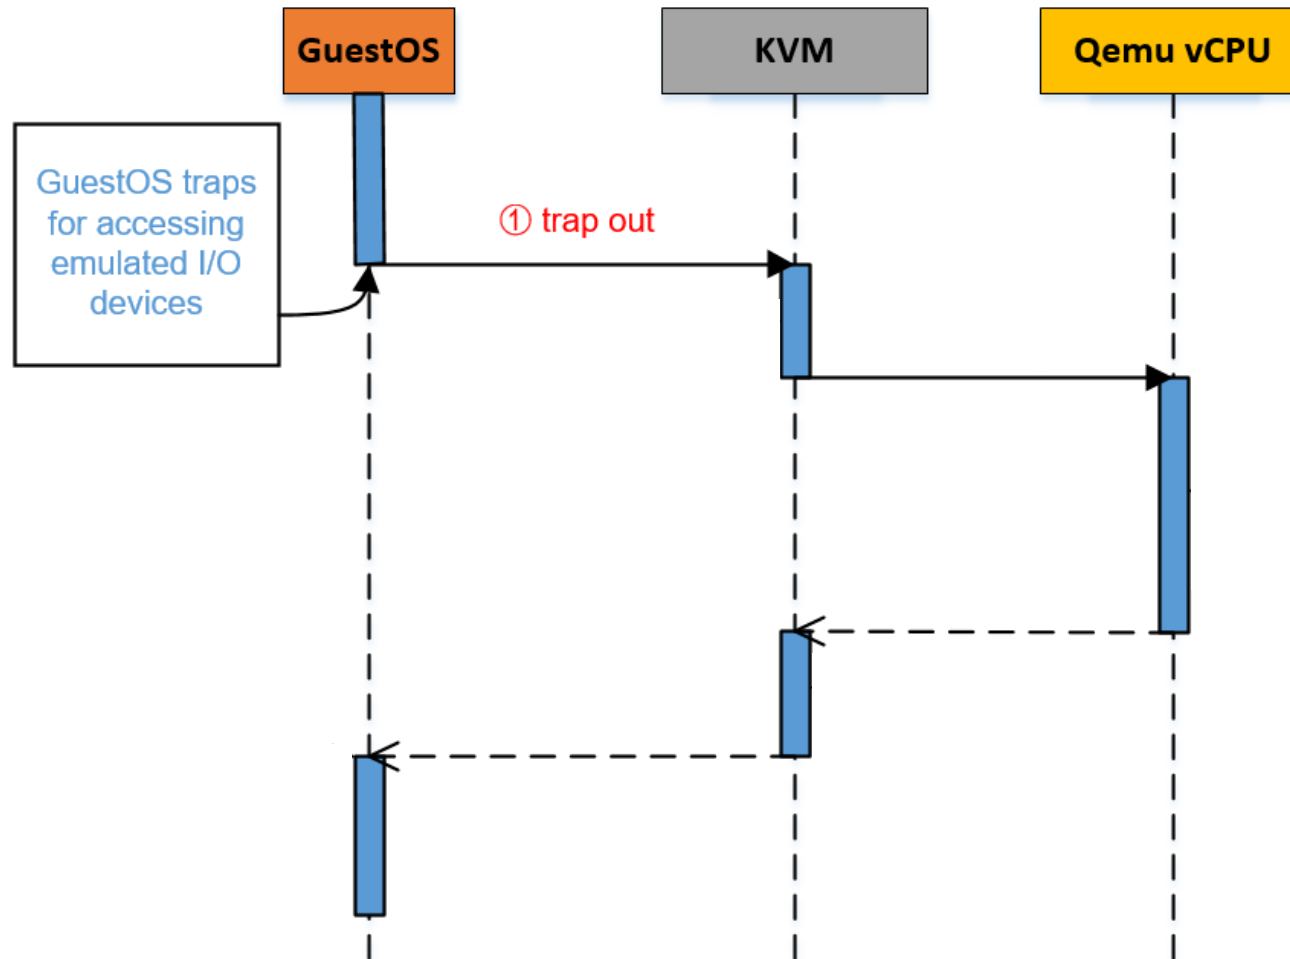 GuestOS
KVM
Qemu vCPU
GuestOS traps
for accessing
emulated I/O
devices
① trap out